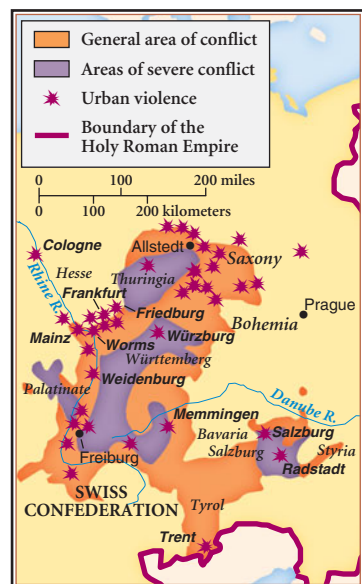 General area of conflict
Areas of severe conflict
Urban violence
Boundary of the
Holy Roman Empire
0 100 200 miles
0 100 200 kilometers
Cologne
Allstedt
Saxony
Hesse
Thuringia
Rhine R.
Frankfurt
Friedburg
Prague
Mainz
Worms
Würzburg
Bohemia
Württemberg
Palatinate
Weidenburg
Danube R.
Memmingen
Bavaria
Salzburg
Salzburg
Styria
Freiburg
Radstadt
SWISS
CONFEDERATION
Tyrol
Trent